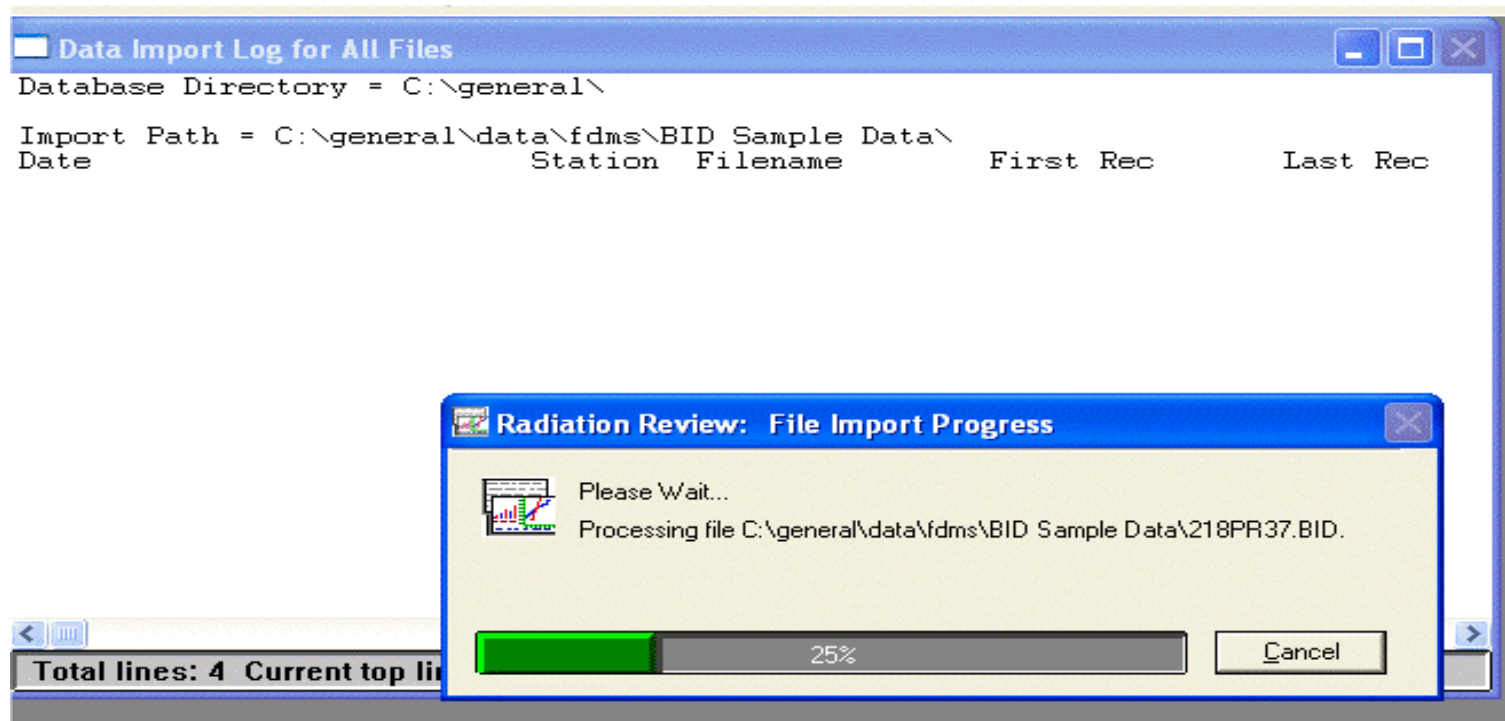 Data Import Log for All Files
Database Directory = C:\general\
Import Path = C:\general\data\fdms\BID Sample Data\
Date Station Filename First Rec Last Rec
Radiation Review: File Import Progress
Please Wait...
Processing file C:\general\data\fdms\BID Sample Data\218PR37.BID.
25%
Cancel
Total lines: 4 Current top